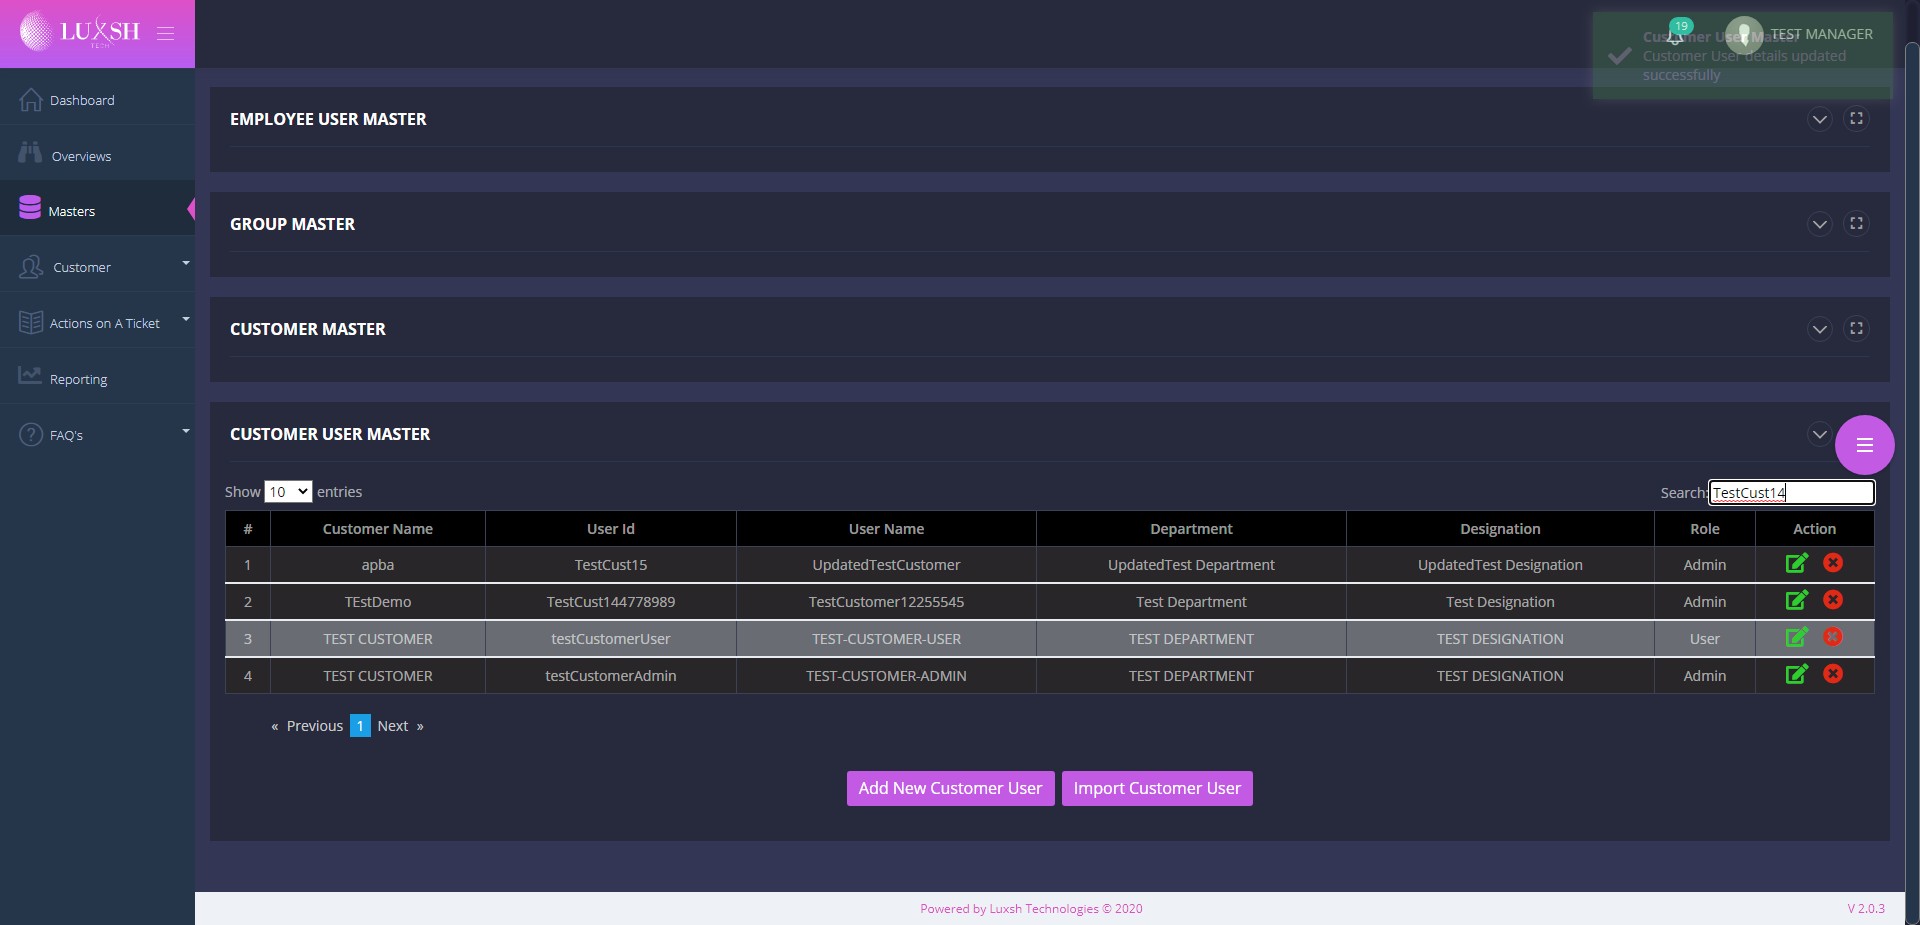 LUXSH
TECH
19
TEST MANAGER
Customer User Master
Customer User details updated
successfully
Dashboard
Overviews
Masters
Customer
Actions on A Ticket
Reporting
FAQ's
EMPLOYEE USER MASTER
GROUP MASTER
CUSTOMER MASTER
CUSTOMER USER MASTER
Show 10 entries
Search: TestCust14
# Customer Name User Id User Name Department Designation Role Action
1 apba TestCust15 UpdatedTestCustomer UpdatedTest Department UpdatedTest Designation Admin
2 TEstDemo TestCust144778989 TestCustomer12255545 Test Department Test Designation Admin
3 TEST CUSTOMER testCustomerUser TEST-CUSTOMER-USER TEST DEPARTMENT TEST DESIGNATION User
4 TEST CUSTOMER testCustomerAdmin TEST-CUSTOMER-ADMIN TEST DEPARTMENT TEST DESIGNATION Admin
« Previous 1 Next »
Add New Customer User Import Customer User
Powered by Luxsh Technologies © 2020
V 2.0.3